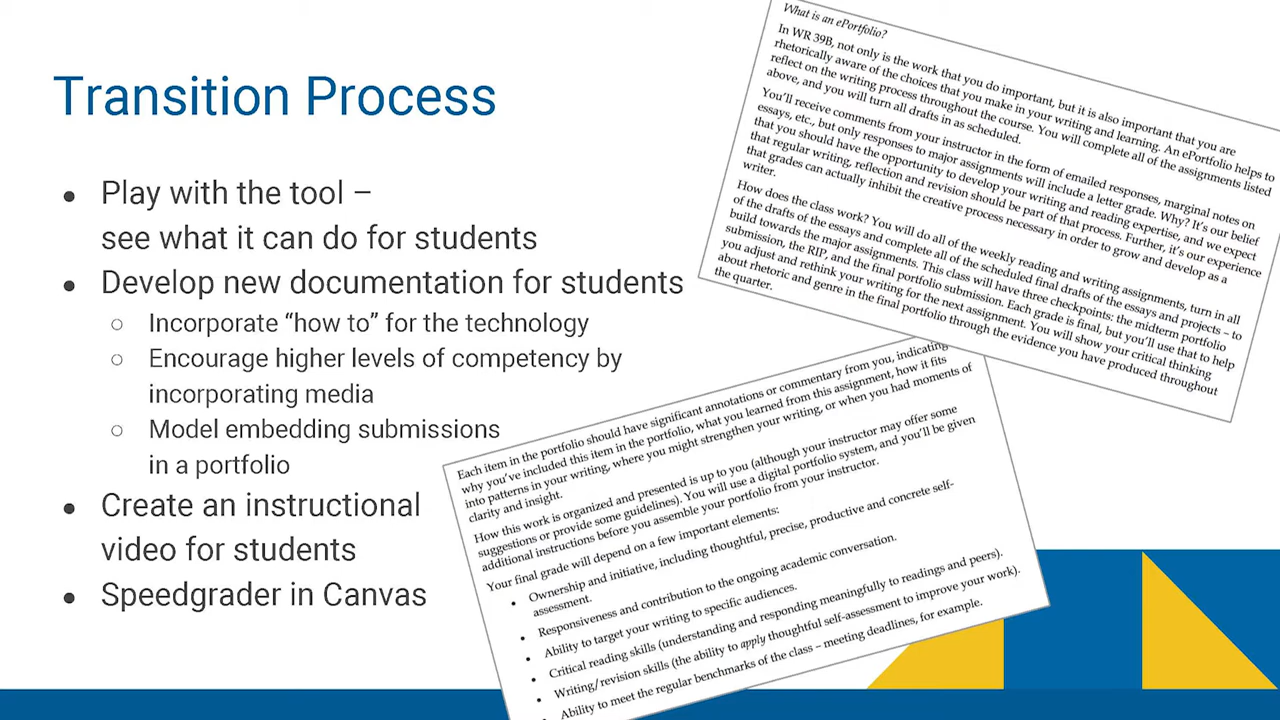 Transition Process
● Play with the tool –
see what it can do for students
● Develop new documentation for students
○ Incorporate “how to” for the technology
○ Encourage higher levels of competency by
incorporating media
○ Model embedding submissions
in a portfolio
● Create an instructional
video for students
● Speedgrader in Canvas
What is an ePortfolio?
In WR 39B, not only is the work that you do important, but it is also important that you are
rhetorically aware of the choices that you make in your writing and learning. An ePortfolio helps to
reflect on the writing process throughout the course. You will complete all of the assignments listed
above, and you will turn all drafts in as scheduled.
You’ll receive comments from your instructor in the form of emailed responses, marginal notes on
essays, etc., but only responses to major assignments will include a letter grade. Why? It’s our belief
that you should have the opportunity to develop your writing and reading expertise, and we expect
that regular writing, reflection and revision should be part of that process. Further, it’s our experience
that grades can actually inhibit the creative process necessary in order to grow and develop as a
writer.
How does the class work? You will do all of the weekly reading and writing assignments, turn in all
of the drafts of the essays and complete all of the scheduled final drafts of the essays and projects – to
build towards the major assignments. This class will have three checkpoints: the midterm portfolio
submission, the RIP, and the final portfolio submission. Each grade is final, but you’ll use that to help
you adjust and rethink your writing for the next assignment. You will show your critical thinking
about rhetoric and genre in the final portfolio through the evidence you have produced throughout
the quarter.
Each item in the portfolio should have significant annotations or commentary from you, indicating
why you’ve included this item in the portfolio, what you learned from this assignment, how it fits
into patterns in your writing, where you might strengthen your writing, or when you had moments of
clarity and insight.
How this work is organized and presented is up to you (although your instructor may offer some
suggestions or provide some guidelines). You will use a digital portfolio system, and you’ll be given
additional instructions before you assemble your portfolio from your instructor.
Your final grade will depend on a few important elements:
• Ownership and initiative, including thoughtful, precise, productive and concrete self-
assessment.
• Responsiveness and contribution to the ongoing academic conversation.
• Ability to target your writing to specific audiences.
• Critical reading skills (understanding and responding meaningfully to readings and peers).
• Writing/revision skills (the ability to apply thoughtful self-assessment to improve your work).
• Ability to meet the regular benchmarks of the class – meeting deadlines, for example.